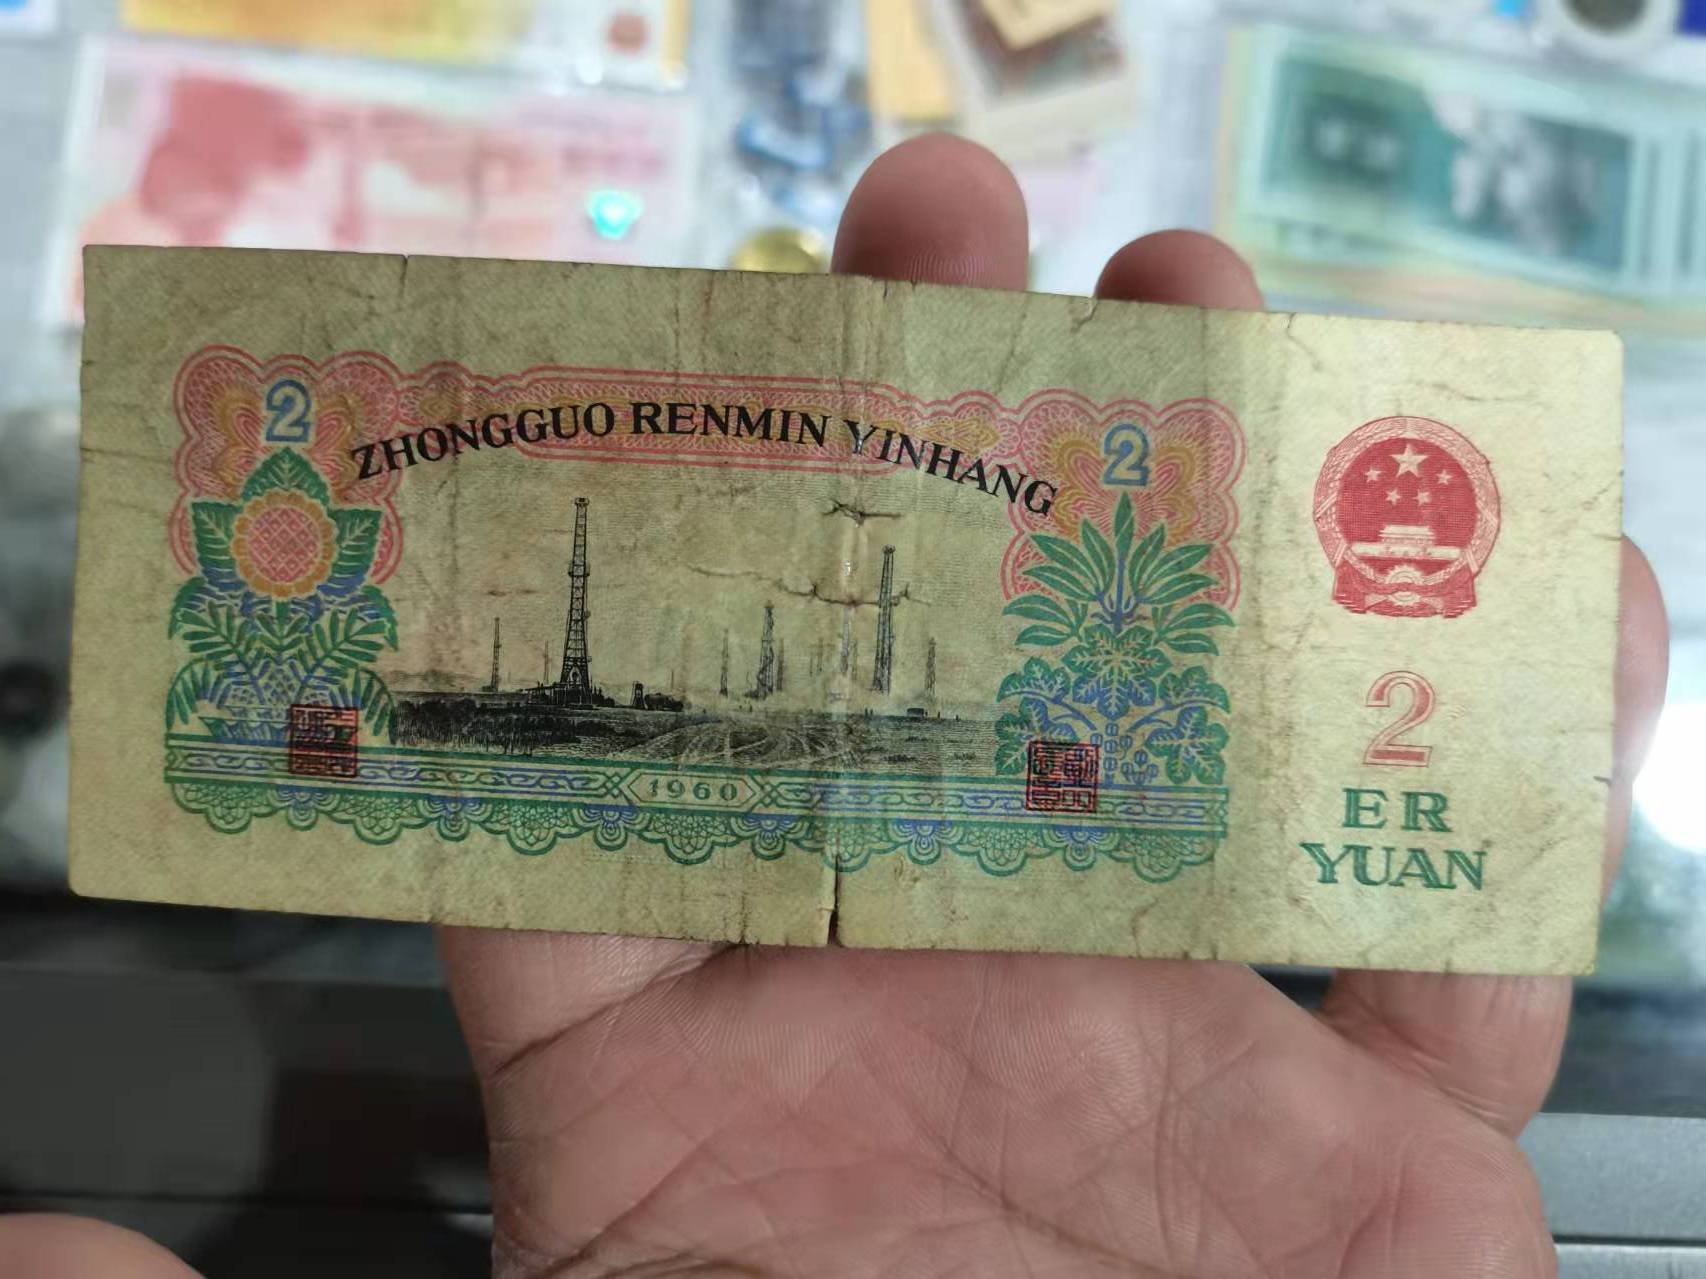 2
2
ZHONGGUO RENMIN YINHANG
1960
2
ER
YUAN